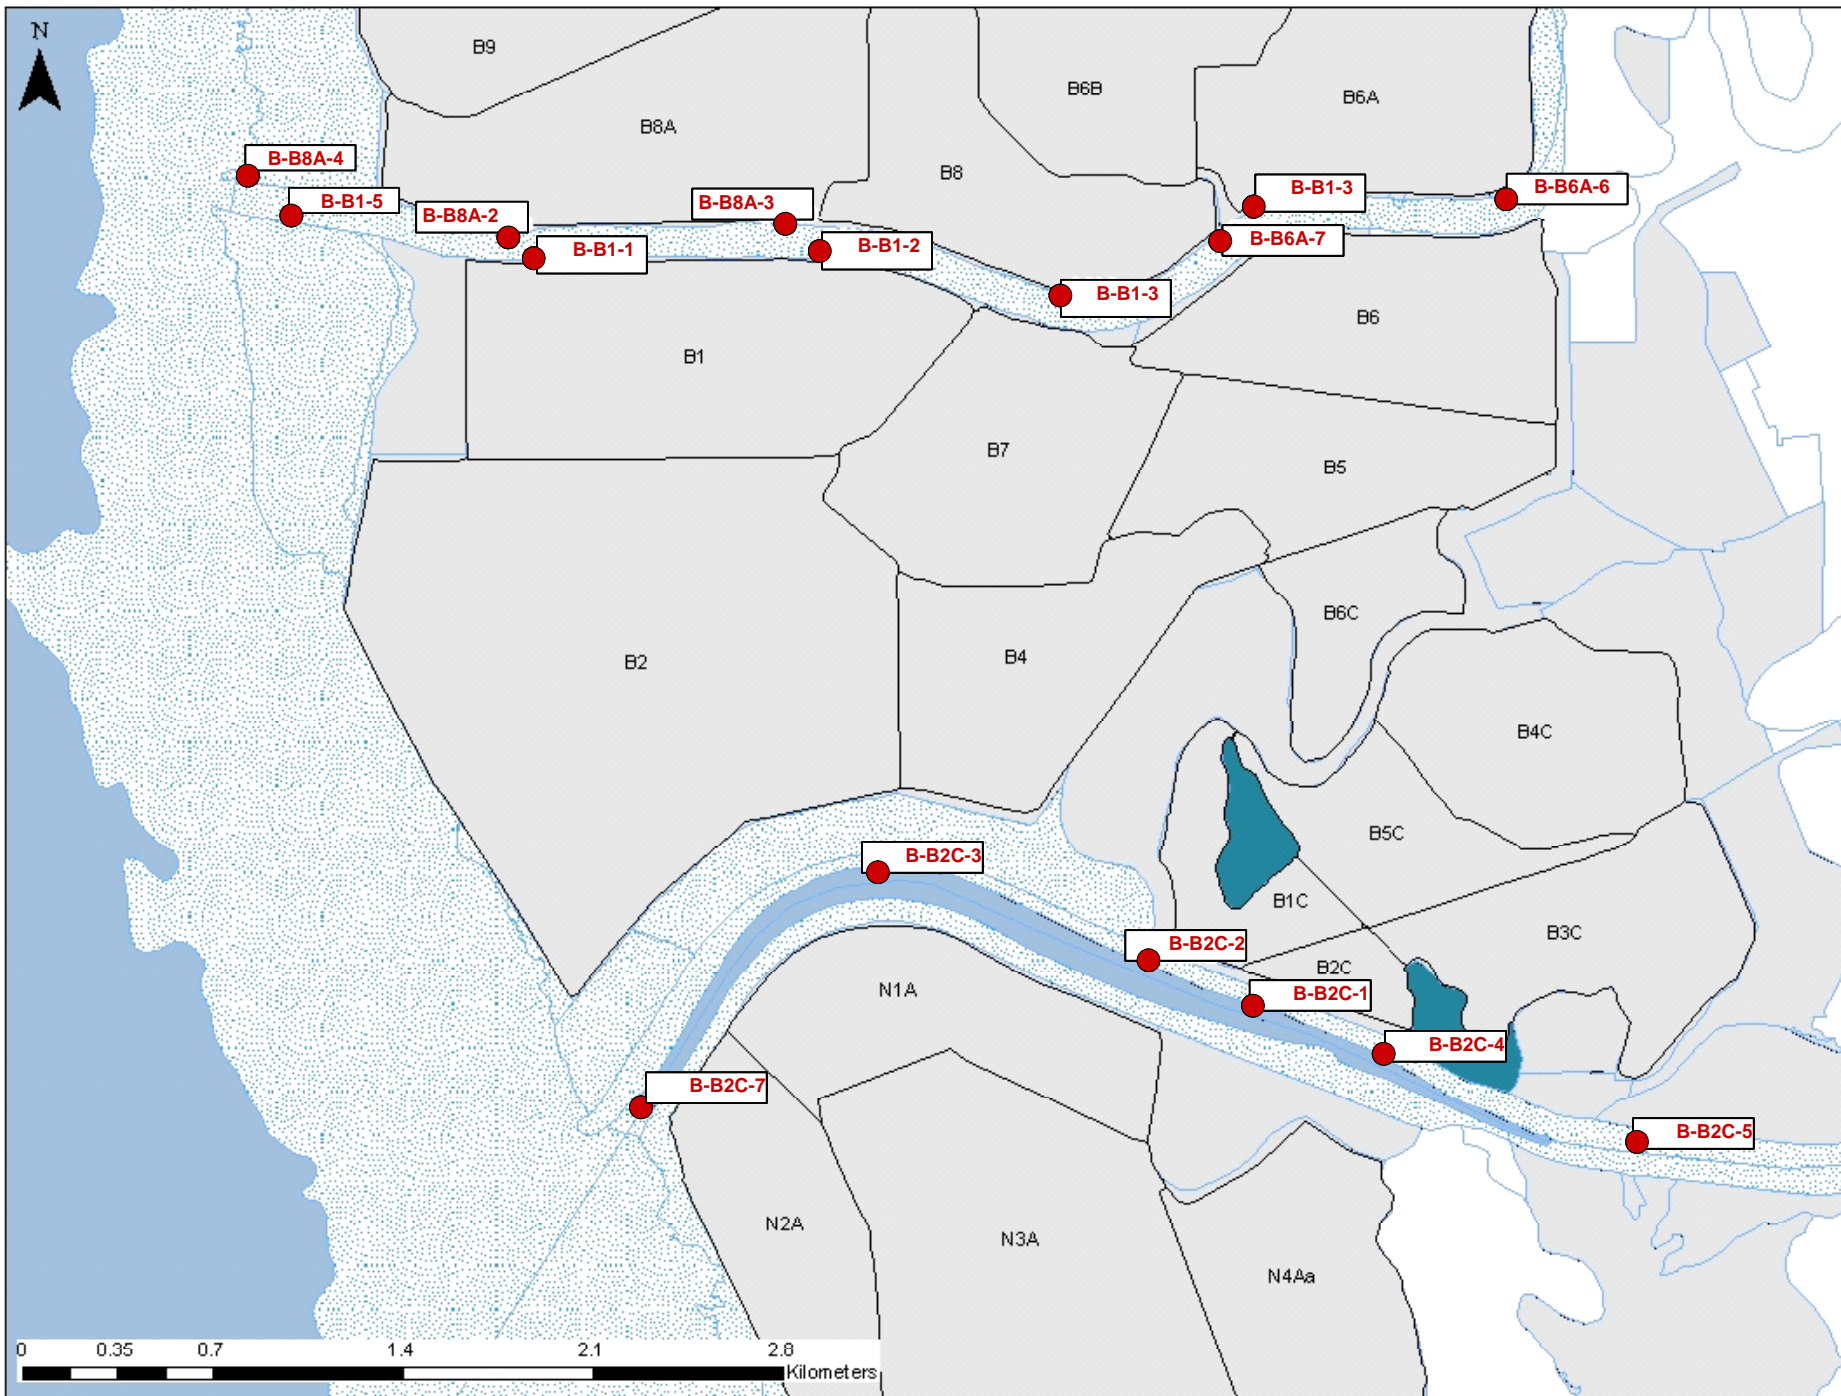 N
B9
B8A
B6B
B6A
B-B8A-4
B8
B-B1-5
B-B8A-2
B-B8A-3
B-B1-3
B-B6A-6
B-B1-1
B-B1-2
B-B6A-7
B-B1-3
B6
B1
B7
B5
B6C
B2
B4
B4C
B5C
B-B2C-3
B1C
B3C
B-B2C-2
B2C
N1A
B-B2C-1
B-B2C-4
B-B2C-7
B-B2C-5
N2A
N3A
N4Aa
0 0.35 0.7 1.4 2.1 2.8
Kilometers